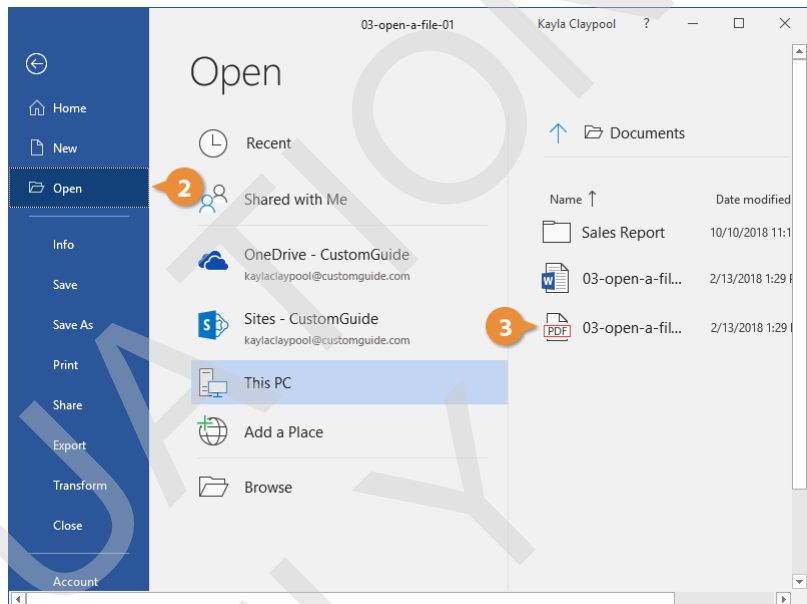 03-open-a-file-01
Kayla Claypool ?
Open
Home
New
Open
Info
Save
Save As
Print
Share
Export
Transform
Close
Account
2
Recent
Shared with Me
OneDrive - CustomGuide
kaylaclaypool@customguide.com
Sites - CustomGuide
kaylaclaypool@customguide.com
This PC
Add a Place
Browse
Documents
Name Date modified
Sales Report 10/10/2018 11:1
03-open-a-fil... 2/13/2018 1:29
3
PDF 03-open-a-fil... 2/13/2018 1:29